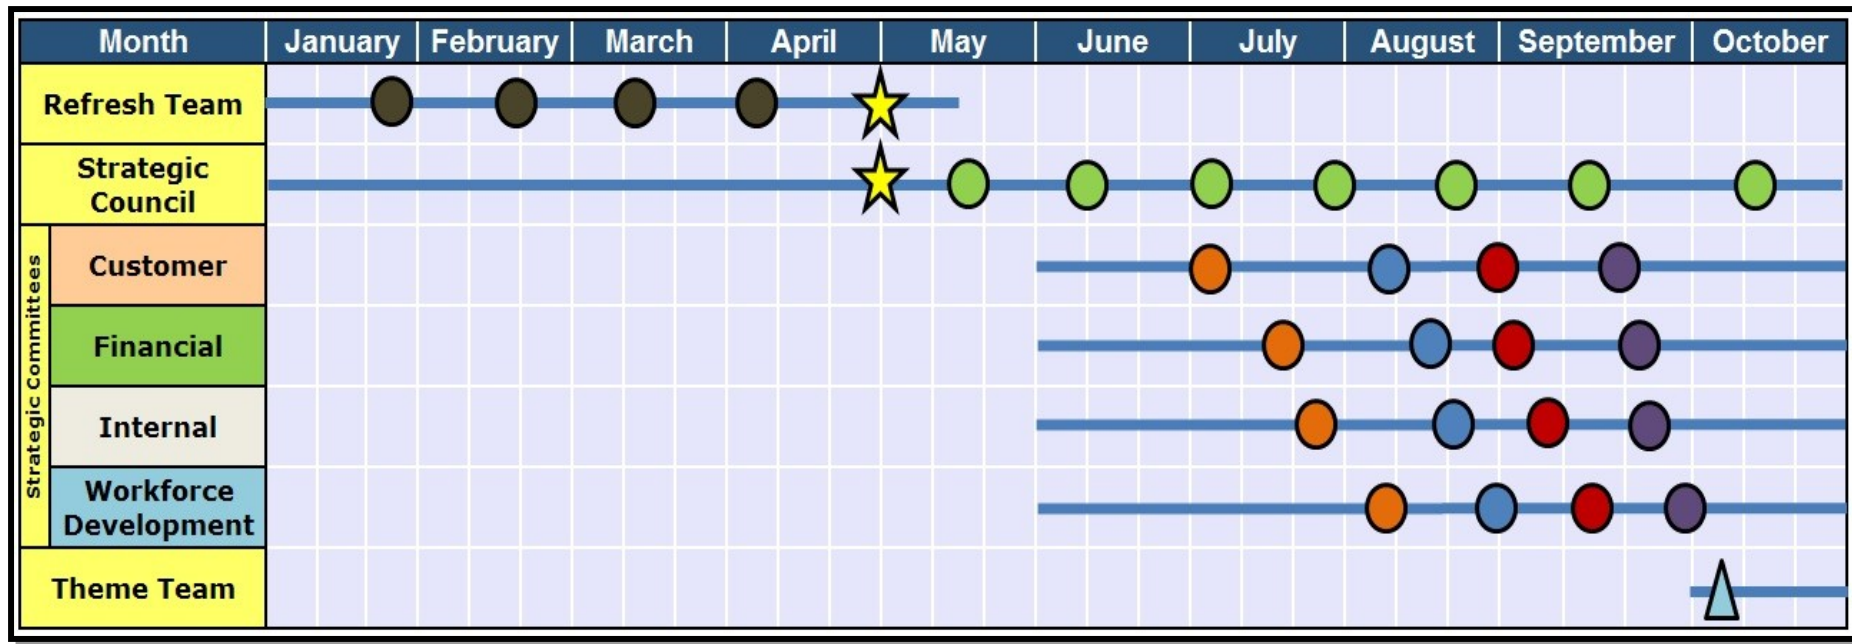 Month January February March April May June July August September October
Refresh Team
Strategic
Council
Strategic Committees
Customer
Financial
Internal
Workforce
Development
Theme Team